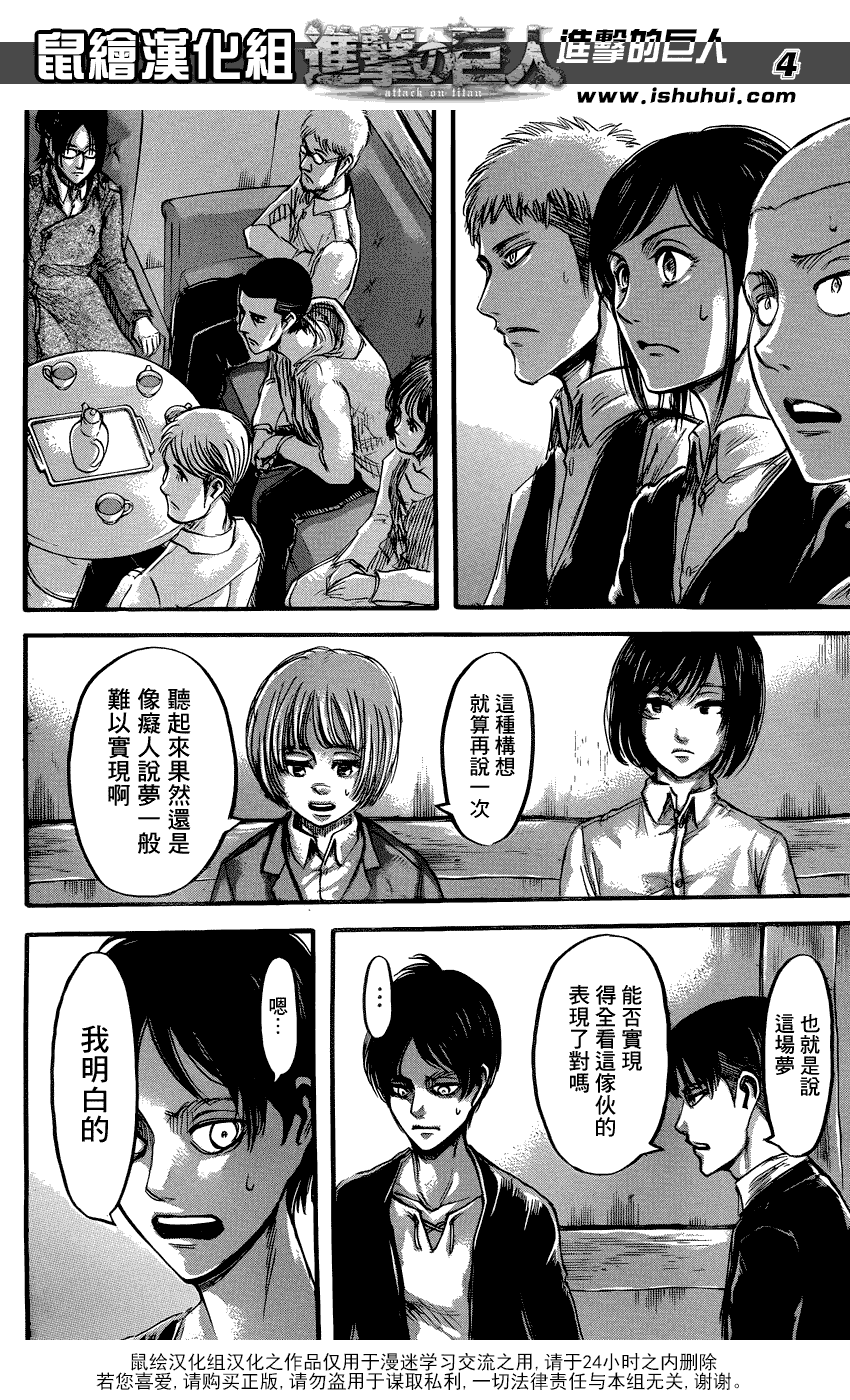 鼠繪漢化組
進撃の巨人
attack on titan
進擊的巨人
4
www.ishuhui.com
這種構想
就算再說一次
聽起來果然還是
像癡人說夢一般
難以實現啊
也就是說
這場夢
能否實現
得全看這傢伙的
表現了對嗎
…
嗯…
我明白的
鼠绘汉化组汉化之作品仅用于漫迷学习交流之用,请于24小时之内删除
若您喜爱,请购买正版,请勿盗用于谋取私利,一切法律责任与本组无关,谢谢。